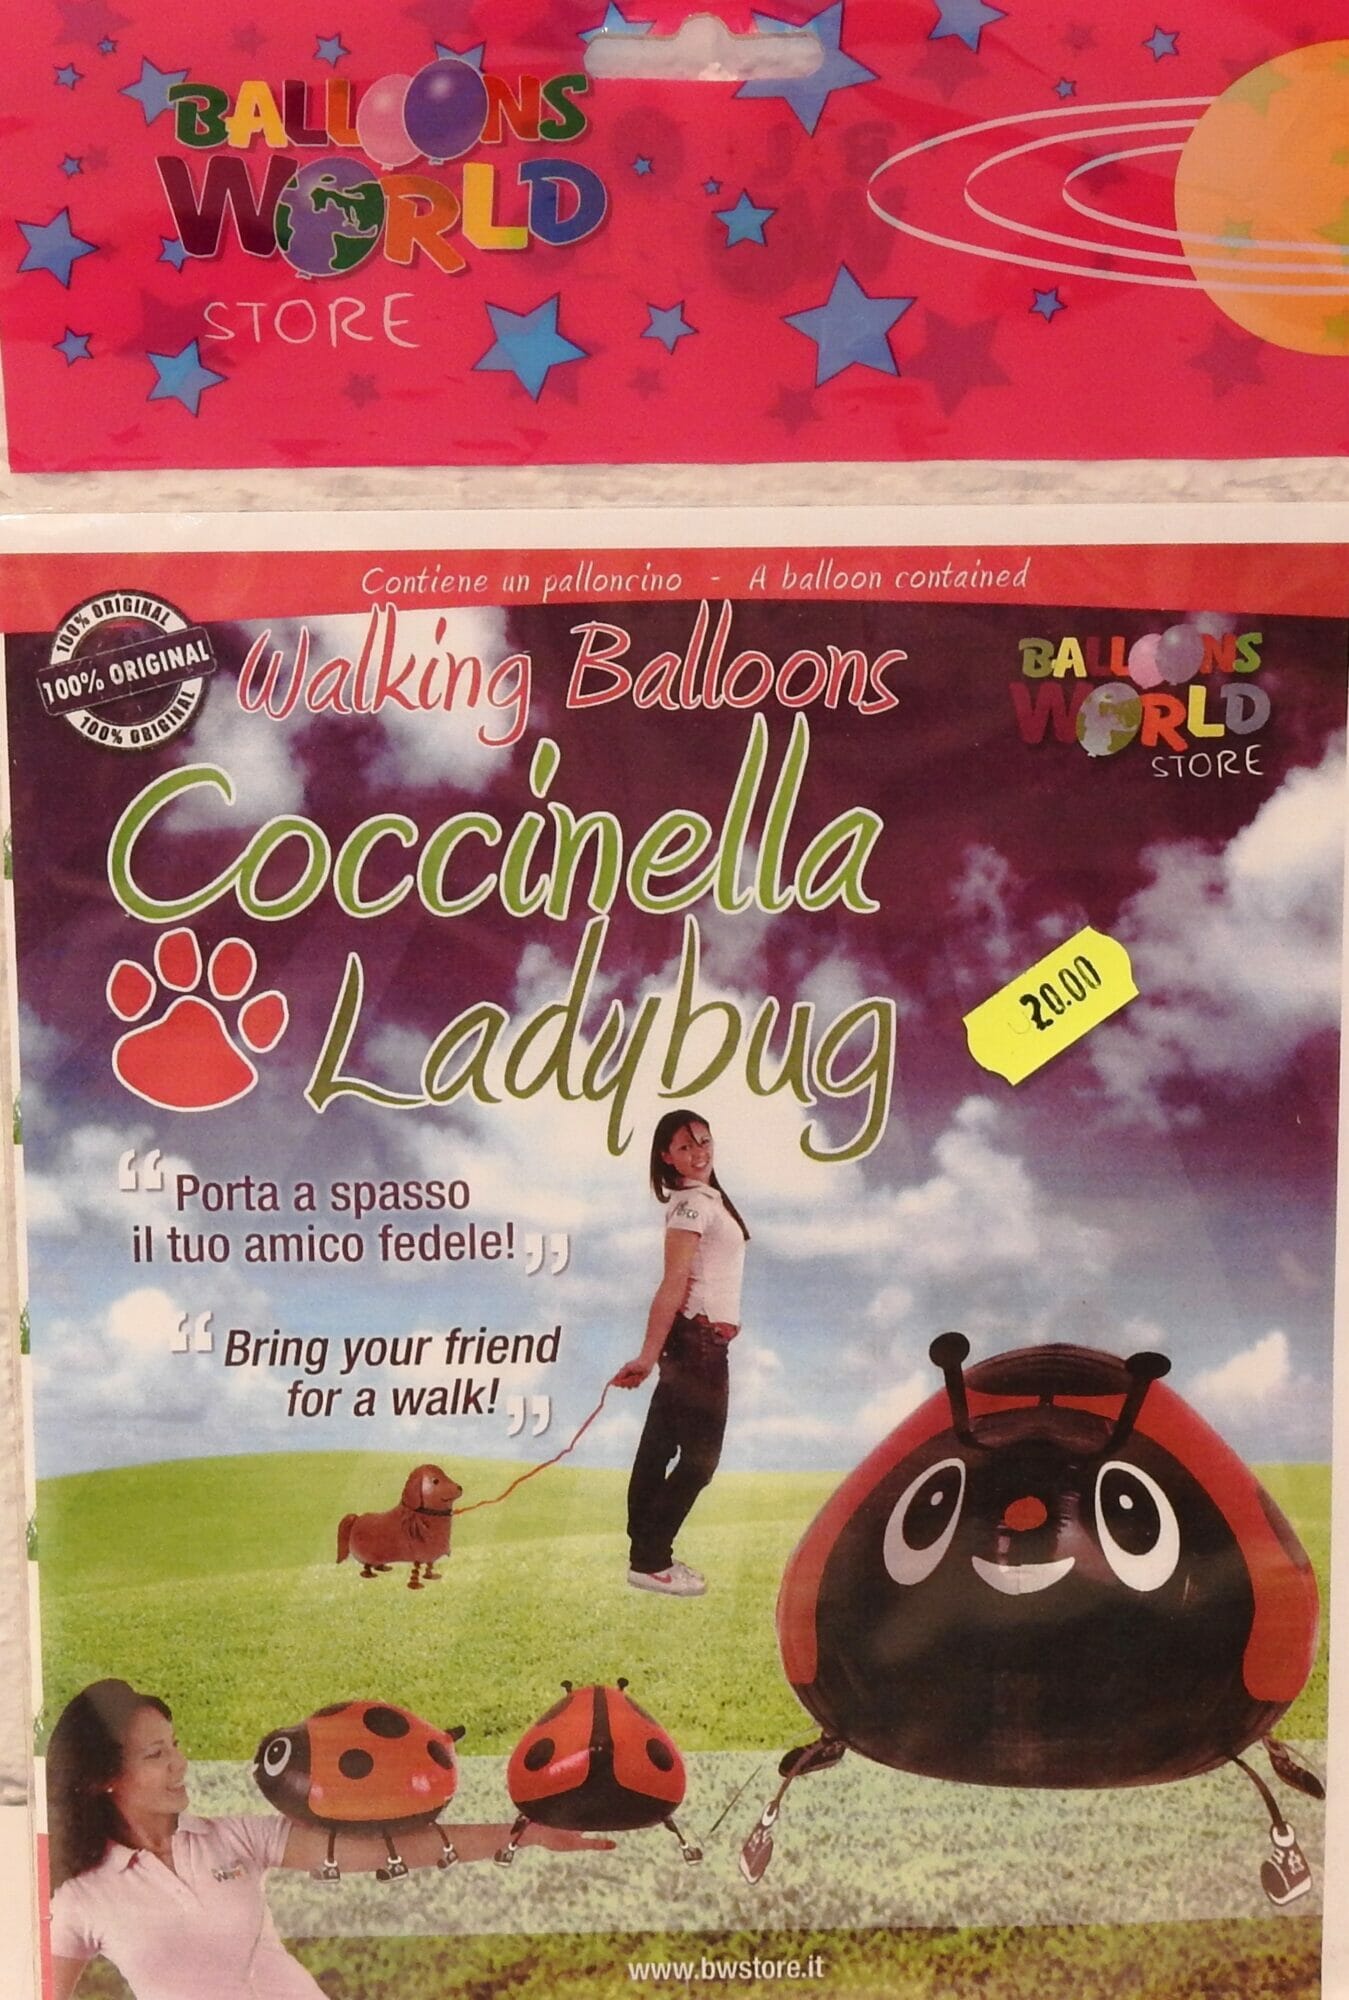 BALLOONS
WORLD
STORE
Contiene un palloncino - A balloon contained
100% ORIGINAL
100% ORIGINAL
100% ORIGINAL
Walking Balloons
BALLOONS
WORLD
STORE
Coccinella
Ladybug
20.00
“Porta a spasso
il tuo amico fedele!”
“Bring your friend
for a walk!”
www.bwstore.it